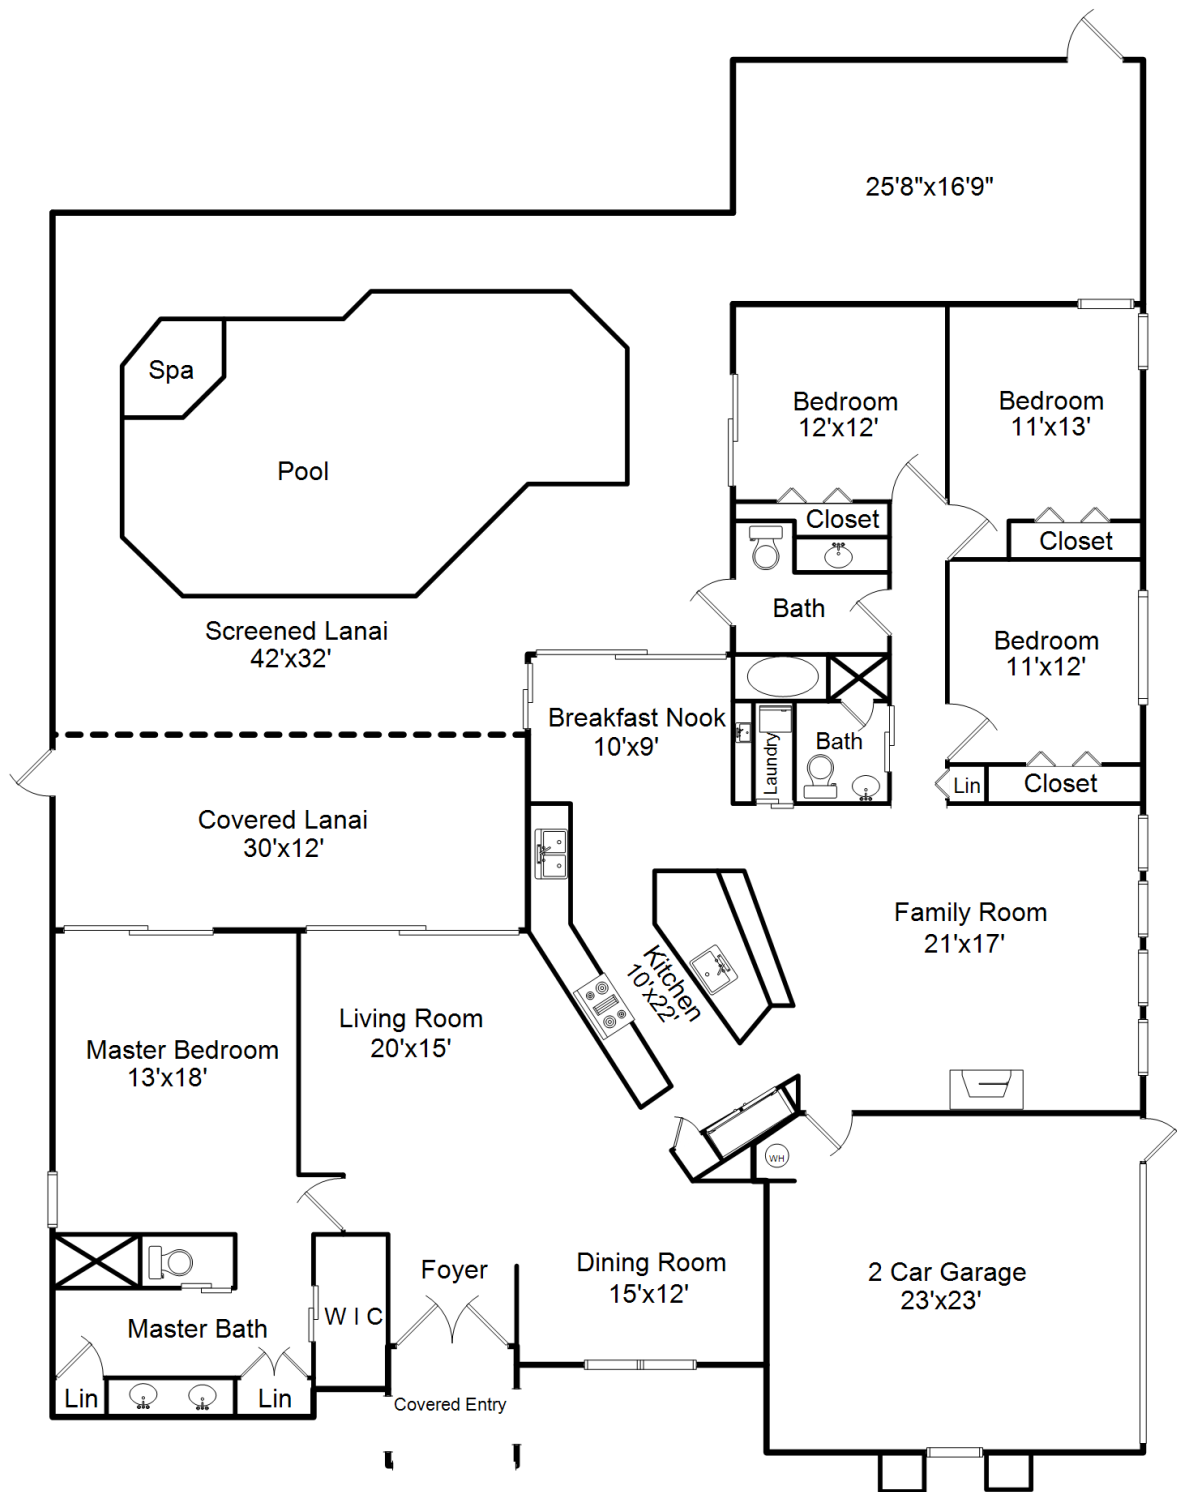 25'8"x16'9"
Spa
Pool
Bedroom
12'x12'
Bedroom
11'x13'
Closet
Closet
Bath
Screened Lanai
42'x32'
Bedroom
11'x12'
Breakfast Nook
10'x9'
Laundry
Bath
Lin
Closet
Covered Lanai
30'x12'
Family Room
21'x17'
Kitchen
10'x22'
Living Room
20'x15'
Master Bedroom
13'x18'
WH
Foyer
Dining Room
15'x12'
2 Car Garage
23'x23'
W I C
Master Bath
Lin
Lin
Covered Entry